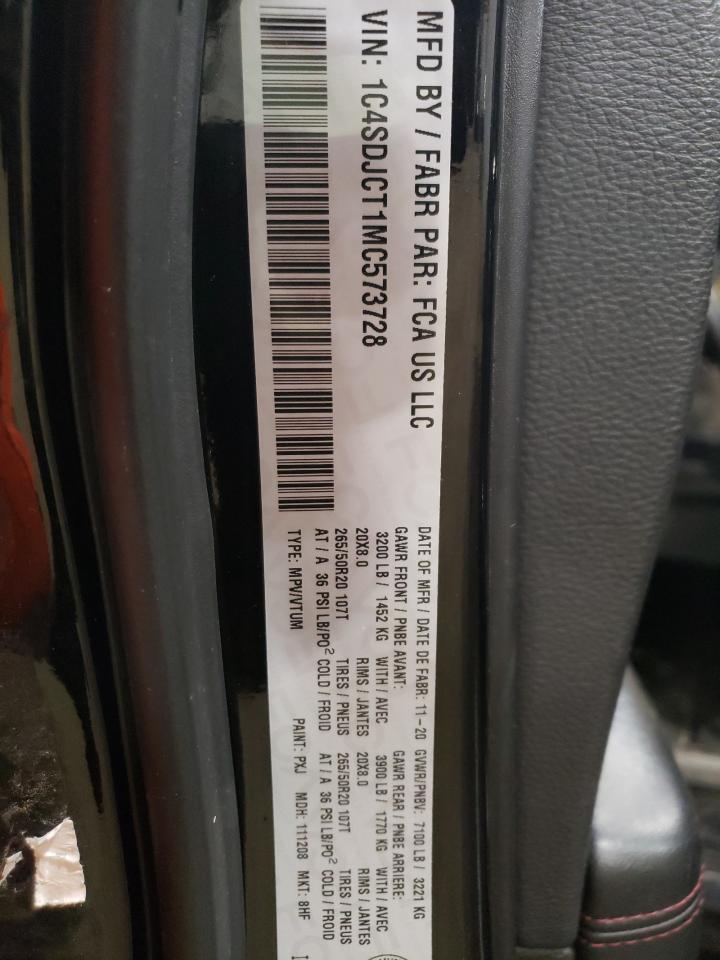 MFD BY / FABR PAR: FCA US LLC
VIN: 1C4SDJCT1MC573728
DATE OF MFR / DATE DE FABR: 11-20 GVWR/PNBV: 7100 LB / 3221 KG
GAWR FRONT / PNBE AVANT: GAWR REAR / PNBE ARRIERE:
3200 LB / 1452 KG WITH / AVEC 3900 LB / 1770 KG WITH / AVEC
20X8.0 RIMS / JANTES 20X8.0 RIMS / JANTES
265/50R20 107T TIRES / PNEUS 265/50R20 107T TIRES / PNEUS
AT / A 36 PSI LB/PO² COLD / FROID AT / A 36 PSI LB/PO² COLD / FROID
TYPE: MPV/VTUM PAINT: PXJ MDH: 111208 MKT: 8HF